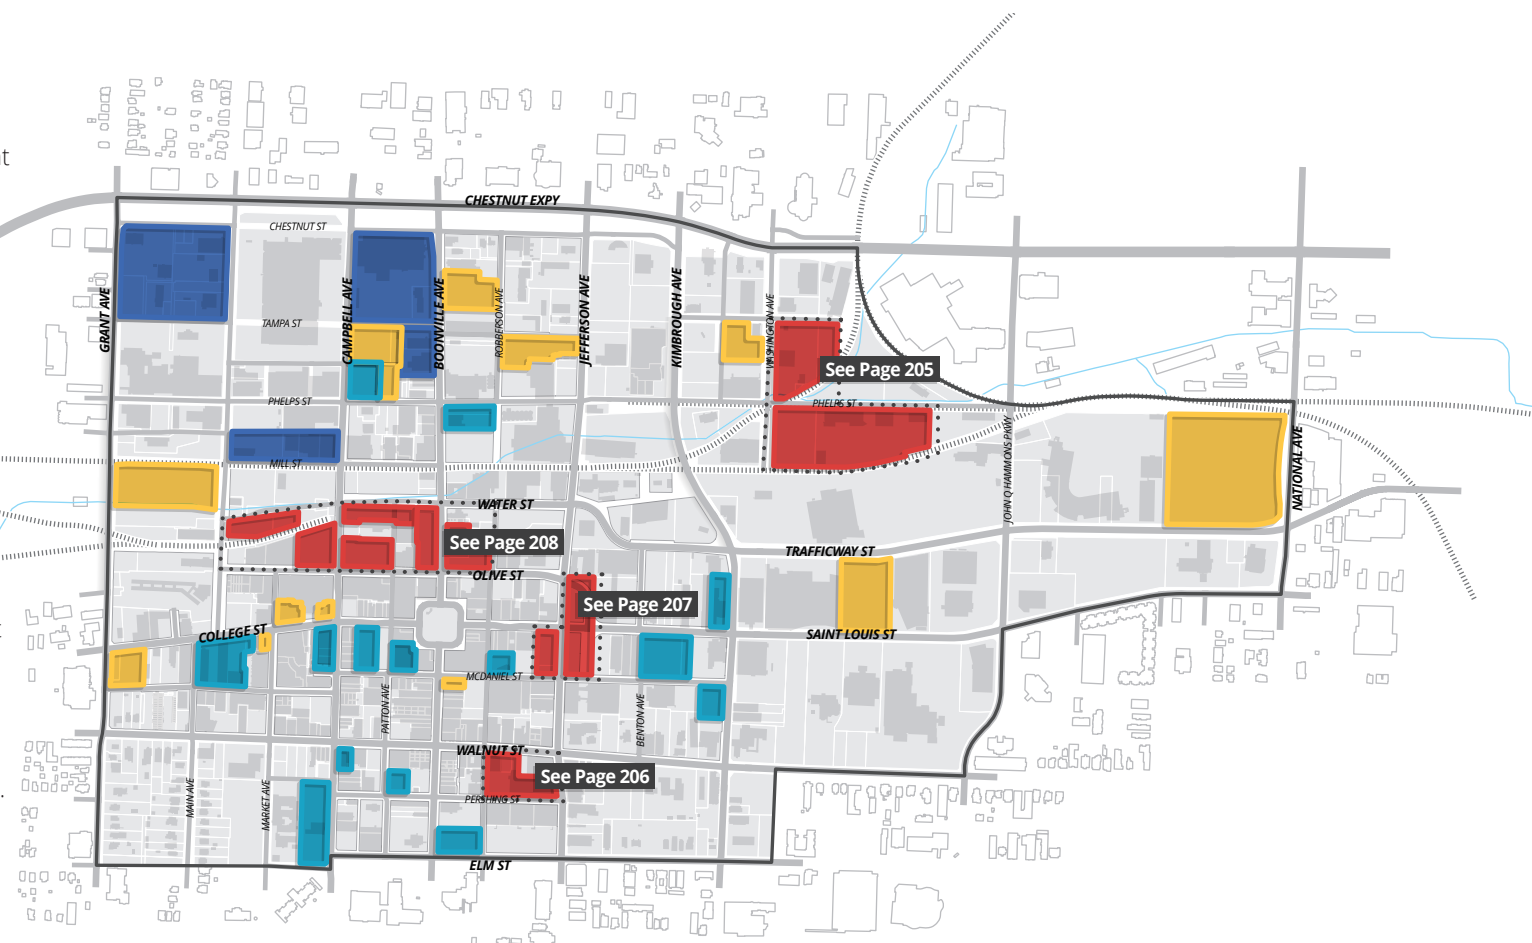 t
CHESTNUT EXPY
CHESTNUT ST
GRANT AVE
CAMPBELL AVE
BOONVILLE AVE
ROBBERSON AVE
JEFFERSON AVE
KIMBROUGH AVE
WASHINGTON AVE
TAMPA ST
See Page 205
PHELPS ST
PHELPS ST
JOHN Q HAMMONS PKWY
NATIONAL AVE
MILL ST
WATER ST
See Page 208
TRAFFICWAY ST
OLIVE ST
See Page 207
COLLEGE ST
SAINT LOUIS ST
t
MCDANIEL ST
PATTON AVE
BENTON AVE
WALNUT ST
See Page 206
MAIN AVE
MARKET AVE
PERSHING ST
.
ELM ST